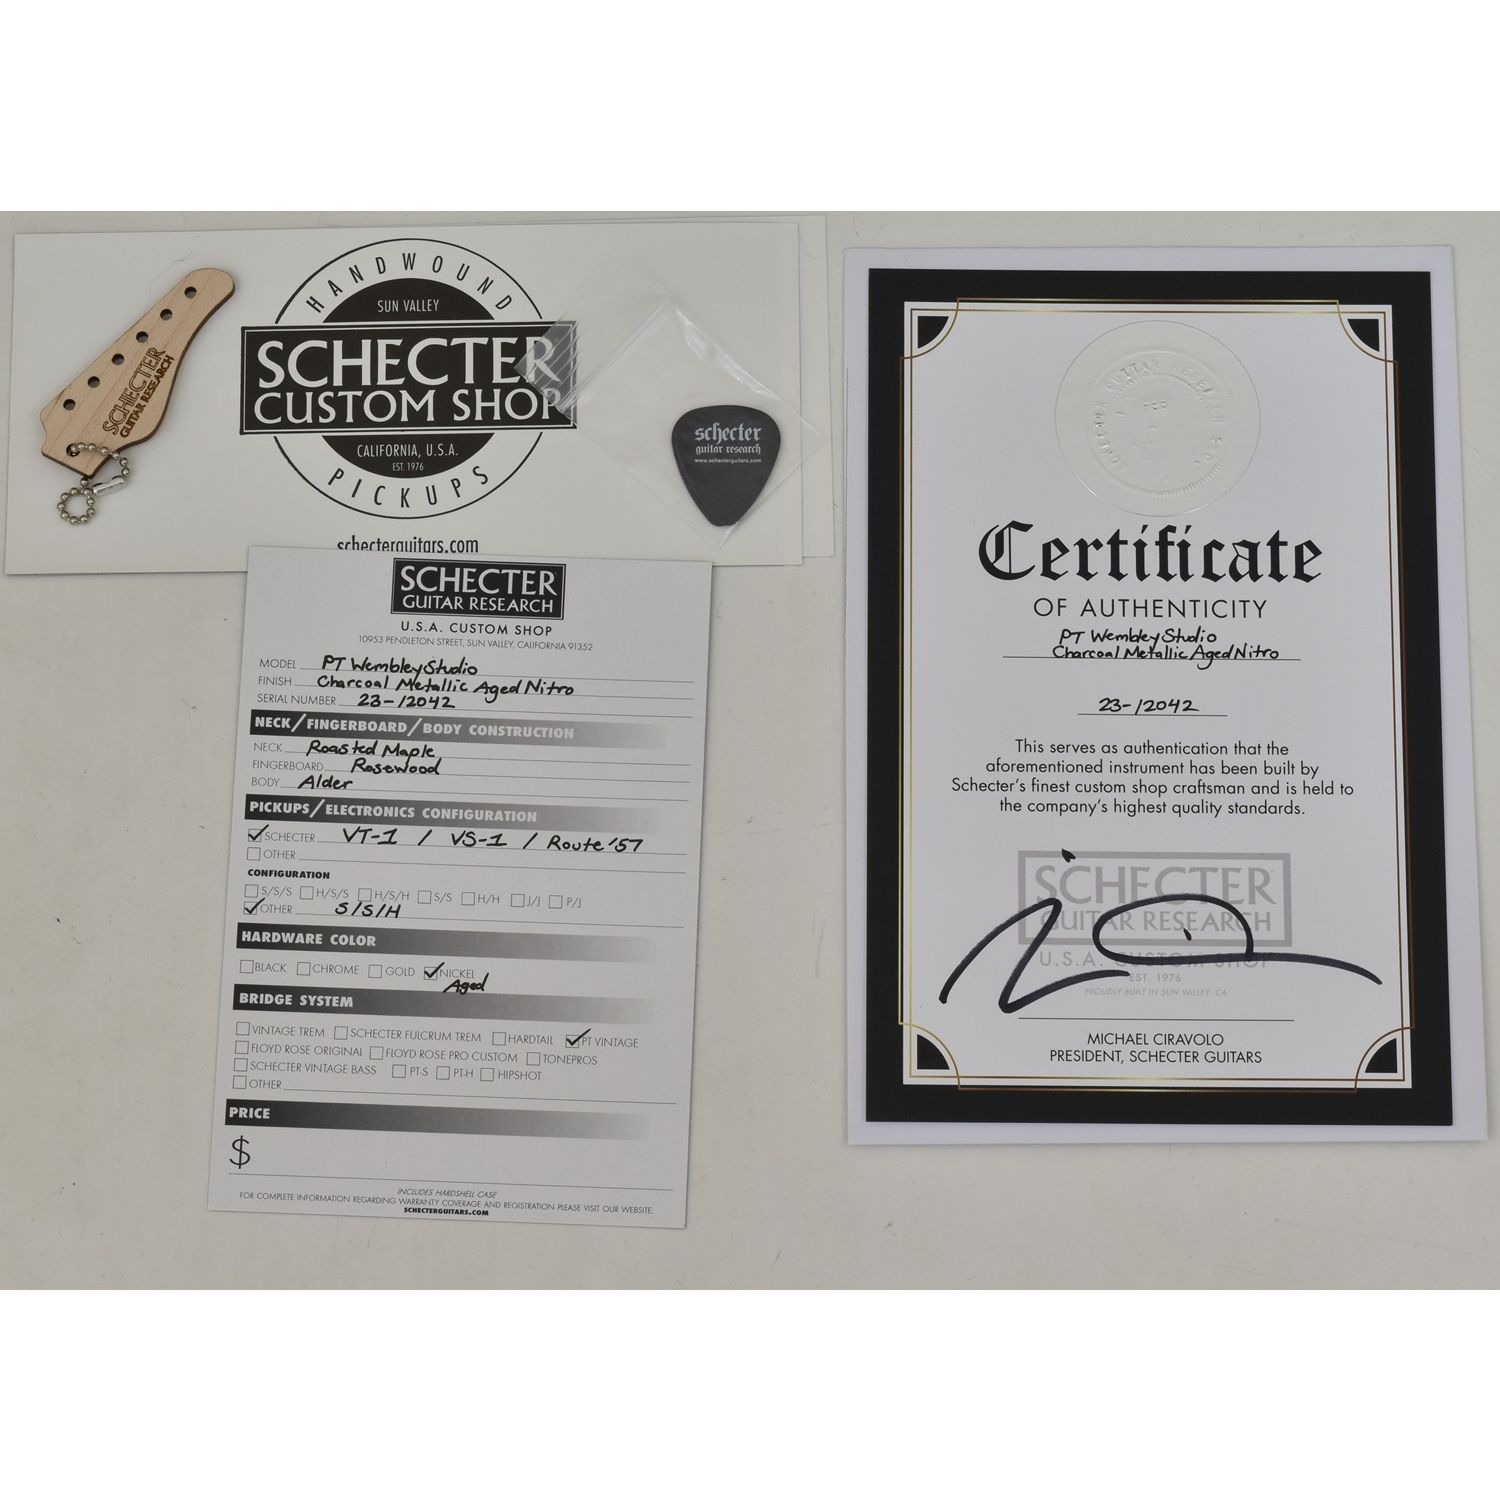 HANDWOUND
SUN VALLEY
SCHECTER
CUSTOM SHOP
CALIFORNIA, U.S.A.
EST. 1976
PICKUPS
schecterguitars.com
SCHECTER
GUITAR RESEARCH
schecter
guitar research
www.schecterguitars.com
SCHECTER
GUITAR RESEARCH
U.S.A. CUSTOM SHOP
10953 PENDLETON STREET, SUN VALLEY, CALIFORNIA 91352
MODEL PT Wembley Studio
FINISH Charcoal Metallic Aged Nitro
SERIAL NUMBER 23-12042
NECK/FINGERBOARD/BODY CONSTRUCTION
NECK Roasted Maple
FINGERBOARD Rosewood
BODY Alder
PICKUPS/ELECTRONICS CONFIGURATION
SCHECTER VT-1 / VS-1 / Route '57
OTHER
CONFIGURATION
S/S/S H/S/S H/S/H S/S H/H J/J P/J
OTHER S/S/H
HARDWARE COLOR
BLACK CHROME GOLD NICKEL
Aged
BRIDGE SYSTEM
VINTAGE TREM SCHECTER FULCRUM TREM HARDTAIL PT VINTAGE
FLOYD ROSE ORIGINAL FLOYD ROSE PRO CUSTOM TONEPROS
SCHECTER VINTAGE BASS PT-S PT-H HIPSHOT
OTHER
PRICE
$
INCLUDES HARDSHELL CASE
FOR COMPLETE INFORMATION REGARDING WARRANTY COVERAGE AND REGISTRATION PLEASE VISIT OUR WEBSITE.
SCHECTERGUITARS.COM
Certificate
OF AUTHENTICITY
PT Wembley Studio
Charcoal Metallic Aged Nitro
23-12042
This serves as authentication that the
aforementioned instrument has been built by
Schecter's finest custom shop craftsman and is held to
the company's highest quality standards.
SCHECTER
GUITAR RESEARCH
U.S.A. CUSTOM SHOP
EST. 1976
PROUDLY BUILT IN SUN VALLEY, CA
MICHAEL CIRAVOLO
PRESIDENT, SCHECTER GUITARS